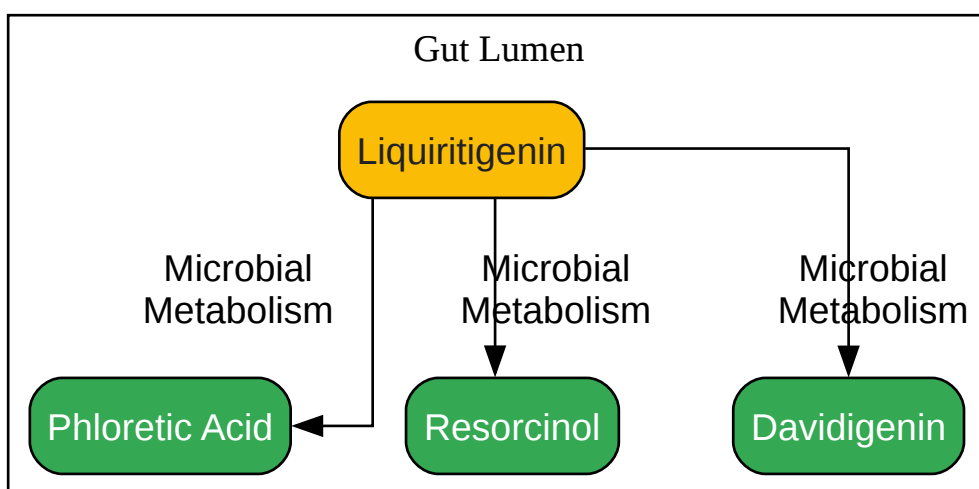 Gut Lumen
Liquiritigenin
Microbial
Metabolism
Microbial
Metabolism
Microbial
Metabolism
Phloretic Acid
Resorcinol
Davidigenin